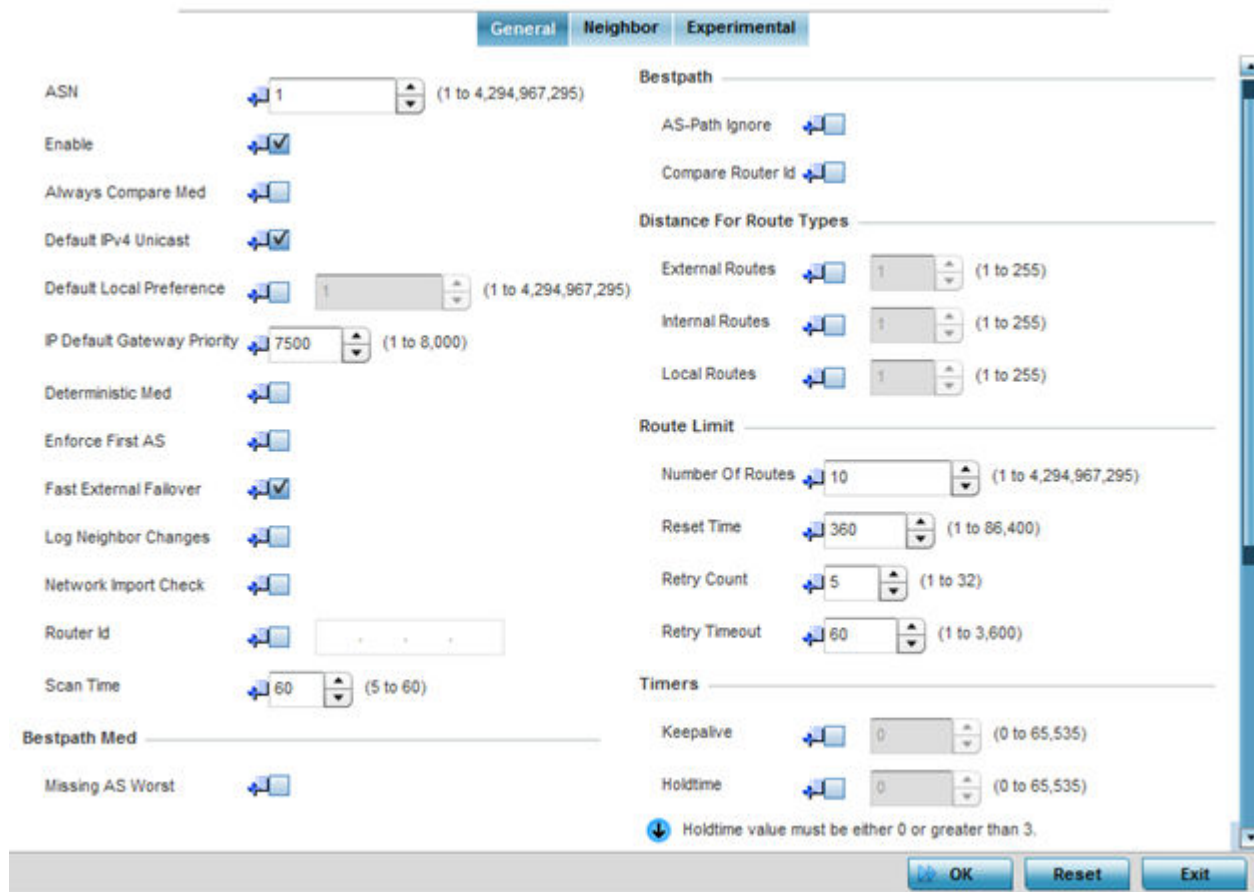 General Neighbor Experimental
ASN 1 (1 to 4,294,967,295)
Enable
Always Compare Med
Default IPv4 Unicast
Default Local Preference 1 (1 to 4,294,967,295)
IP Default Gateway Priority 7500 (1 to 8,000)
Deterministic Med
Enforce First AS
Fast External Failover
Log Neighbor Changes
Network Import Check
Router Id . . .
Scan Time 60 (5 to 60)
Bestpath Med
Missing AS Worst
Bestpath
AS-Path Ignore
Compare Router Id
Distance For Route Types
External Routes 1 (1 to 255)
Internal Routes 1 (1 to 255)
Local Routes 1 (1 to 255)
Route Limit
Number Of Routes 10 (1 to 4,294,967,295)
Reset Time 360 (1 to 86,400)
Retry Count 5 (1 to 32)
Retry Timeout 60 (1 to 3,600)
Timers
Keepalive 0 (0 to 65,535)
Holdtime 0 (0 to 65,535)
Holdtime value must be either 0 or greater than 3.
OK Reset Exit